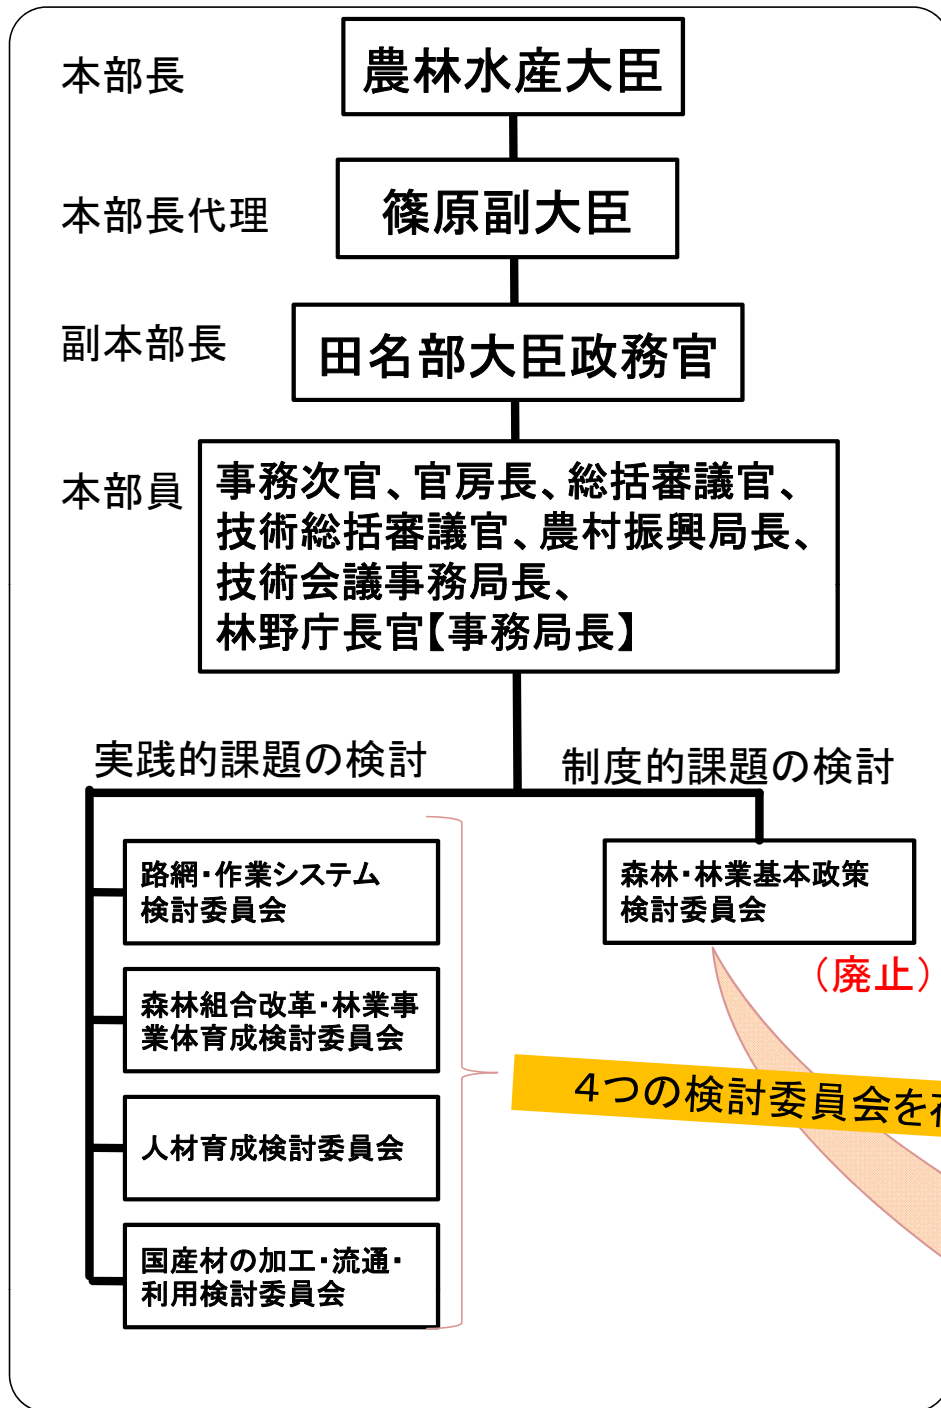 本部長
農林水産大臣
本部長代理
篠原副大臣
副本部長
田名部大臣政務官
本部員
事務次官、官房長、総括審議官、
技術総括審議官、農村振興局長、
技術会議事務局長、
林野庁長官【事務局長】
実践的課題の検討
制度的課題の検討
路網・作業システム
検討委員会
森林・林業基本政策
検討委員会
（廃止）
森林組合改革・林業事
業体育成検討委員会
4つの検討委員会を
人材育成検討委員会
国産材の加工・流通・
利用検討委員会